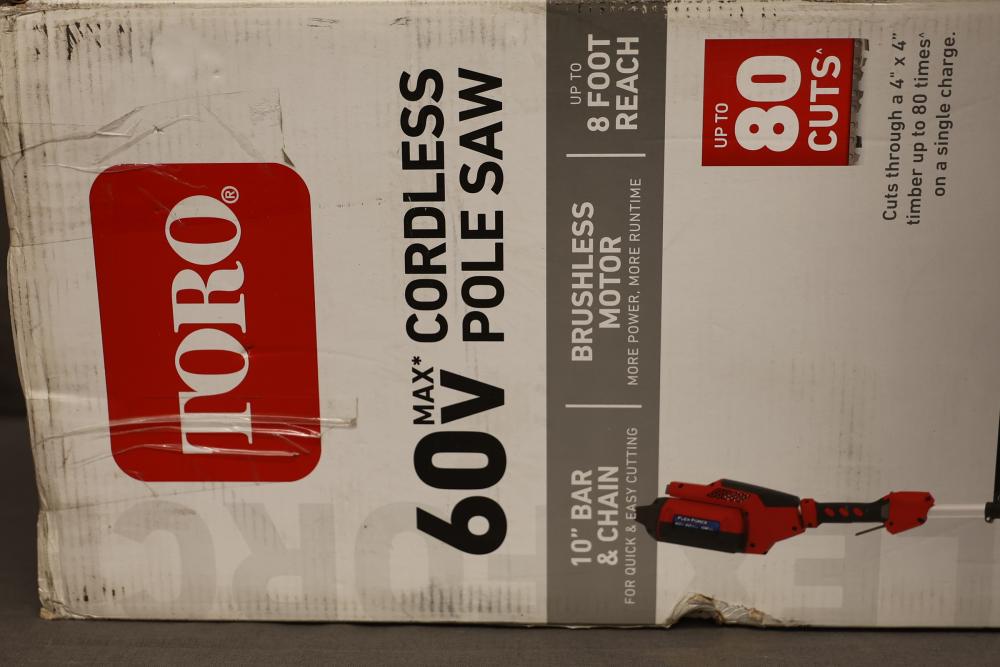 TORO®
60V MAX* CORDLESS
POLE SAW
10" BAR
& CHAIN
FOR QUICK & EASY CUTTING
BRUSHLESS
MOTOR
MORE POWER, MORE RUNTIME
UP TO
8 FOOT
REACH
UP TO
80
CUTS^
Cuts through a 4" x 4"
timber up to 80 times^
on a single charge.
FLEX-FORCE